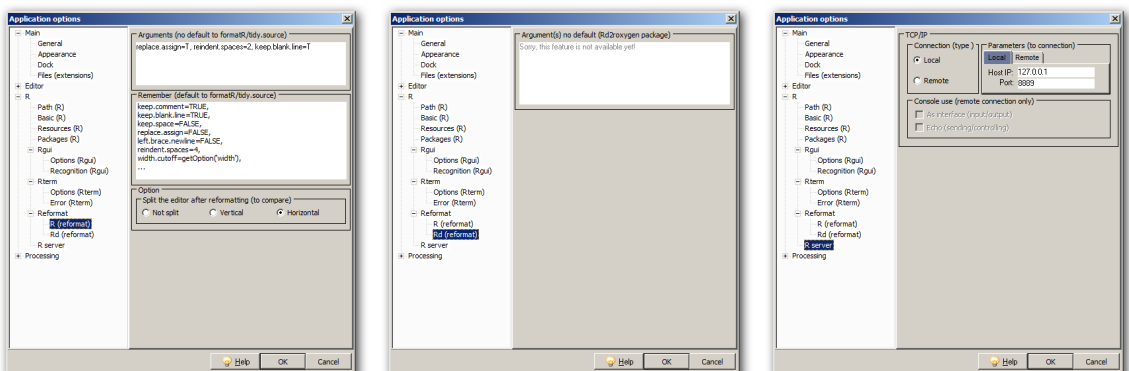 Application options
Main
General
Appearance
Dock
Files (extensions)
Editor
R
Path (R)
Basic (R)
Resources (R)
Packages (R)
Rgui
Options (Rgui)
Recognition (Rgui)
Rterm
Options (Rterm)
Error (Rterm)
Reformat
R (reformat)
Rd (reformat)
R server
Processing
Arguments (no default to formatR/tidy.source)
replace.assign=T, reindent.spaces=2, keep.blank.line=T
Remember (default to formatR/tidy.source)
keep.comment=TRUE,
keep.blank.line=TRUE,
keep.space=FALSE,
replace.assign=FALSE,
left.brace.newline=FALSE,
reindent.spaces=4,
width.cutoff=getOption('width'),
...
Option
Split the editor after reformatting (to compare)
Not split Vertical Horizontal
Help OK Cancel
Application options
Main
General
Appearance
Dock
Files (extensions)
Editor
R
Path (R)
Basic (R)
Resources (R)
Packages (R)
Rgui
Options (Rgui)
Recognition (Rgui)
Rterm
Options (Rterm)
Error (Rterm)
Reformat
R (reformat)
Rd (reformat)
R server
Processing
Argument(s) no default (Rd2roxygen package)
Sorry, this feature is not available yet!
Help OK Cancel
Application options
Main
General
Appearance
Dock
Files (extensions)
Editor
R
Path (R)
Basic (R)
Resources (R)
Packages (R)
Rgui
Options (Rgui)
Recognition (Rgui)
Rterm
Options (Rterm)
Error (Rterm)
Reformat
R (reformat)
Rd (reformat)
R server
Processing
TCP/IP
Connection (type )
Local
Remote
Parameters (to connection)
Local Remote
Host IP: 127.0.0.1
Port: 8889
Console use (remote connection only)
As interface (input/output)
Echo (sending/controling)
Help OK Cancel